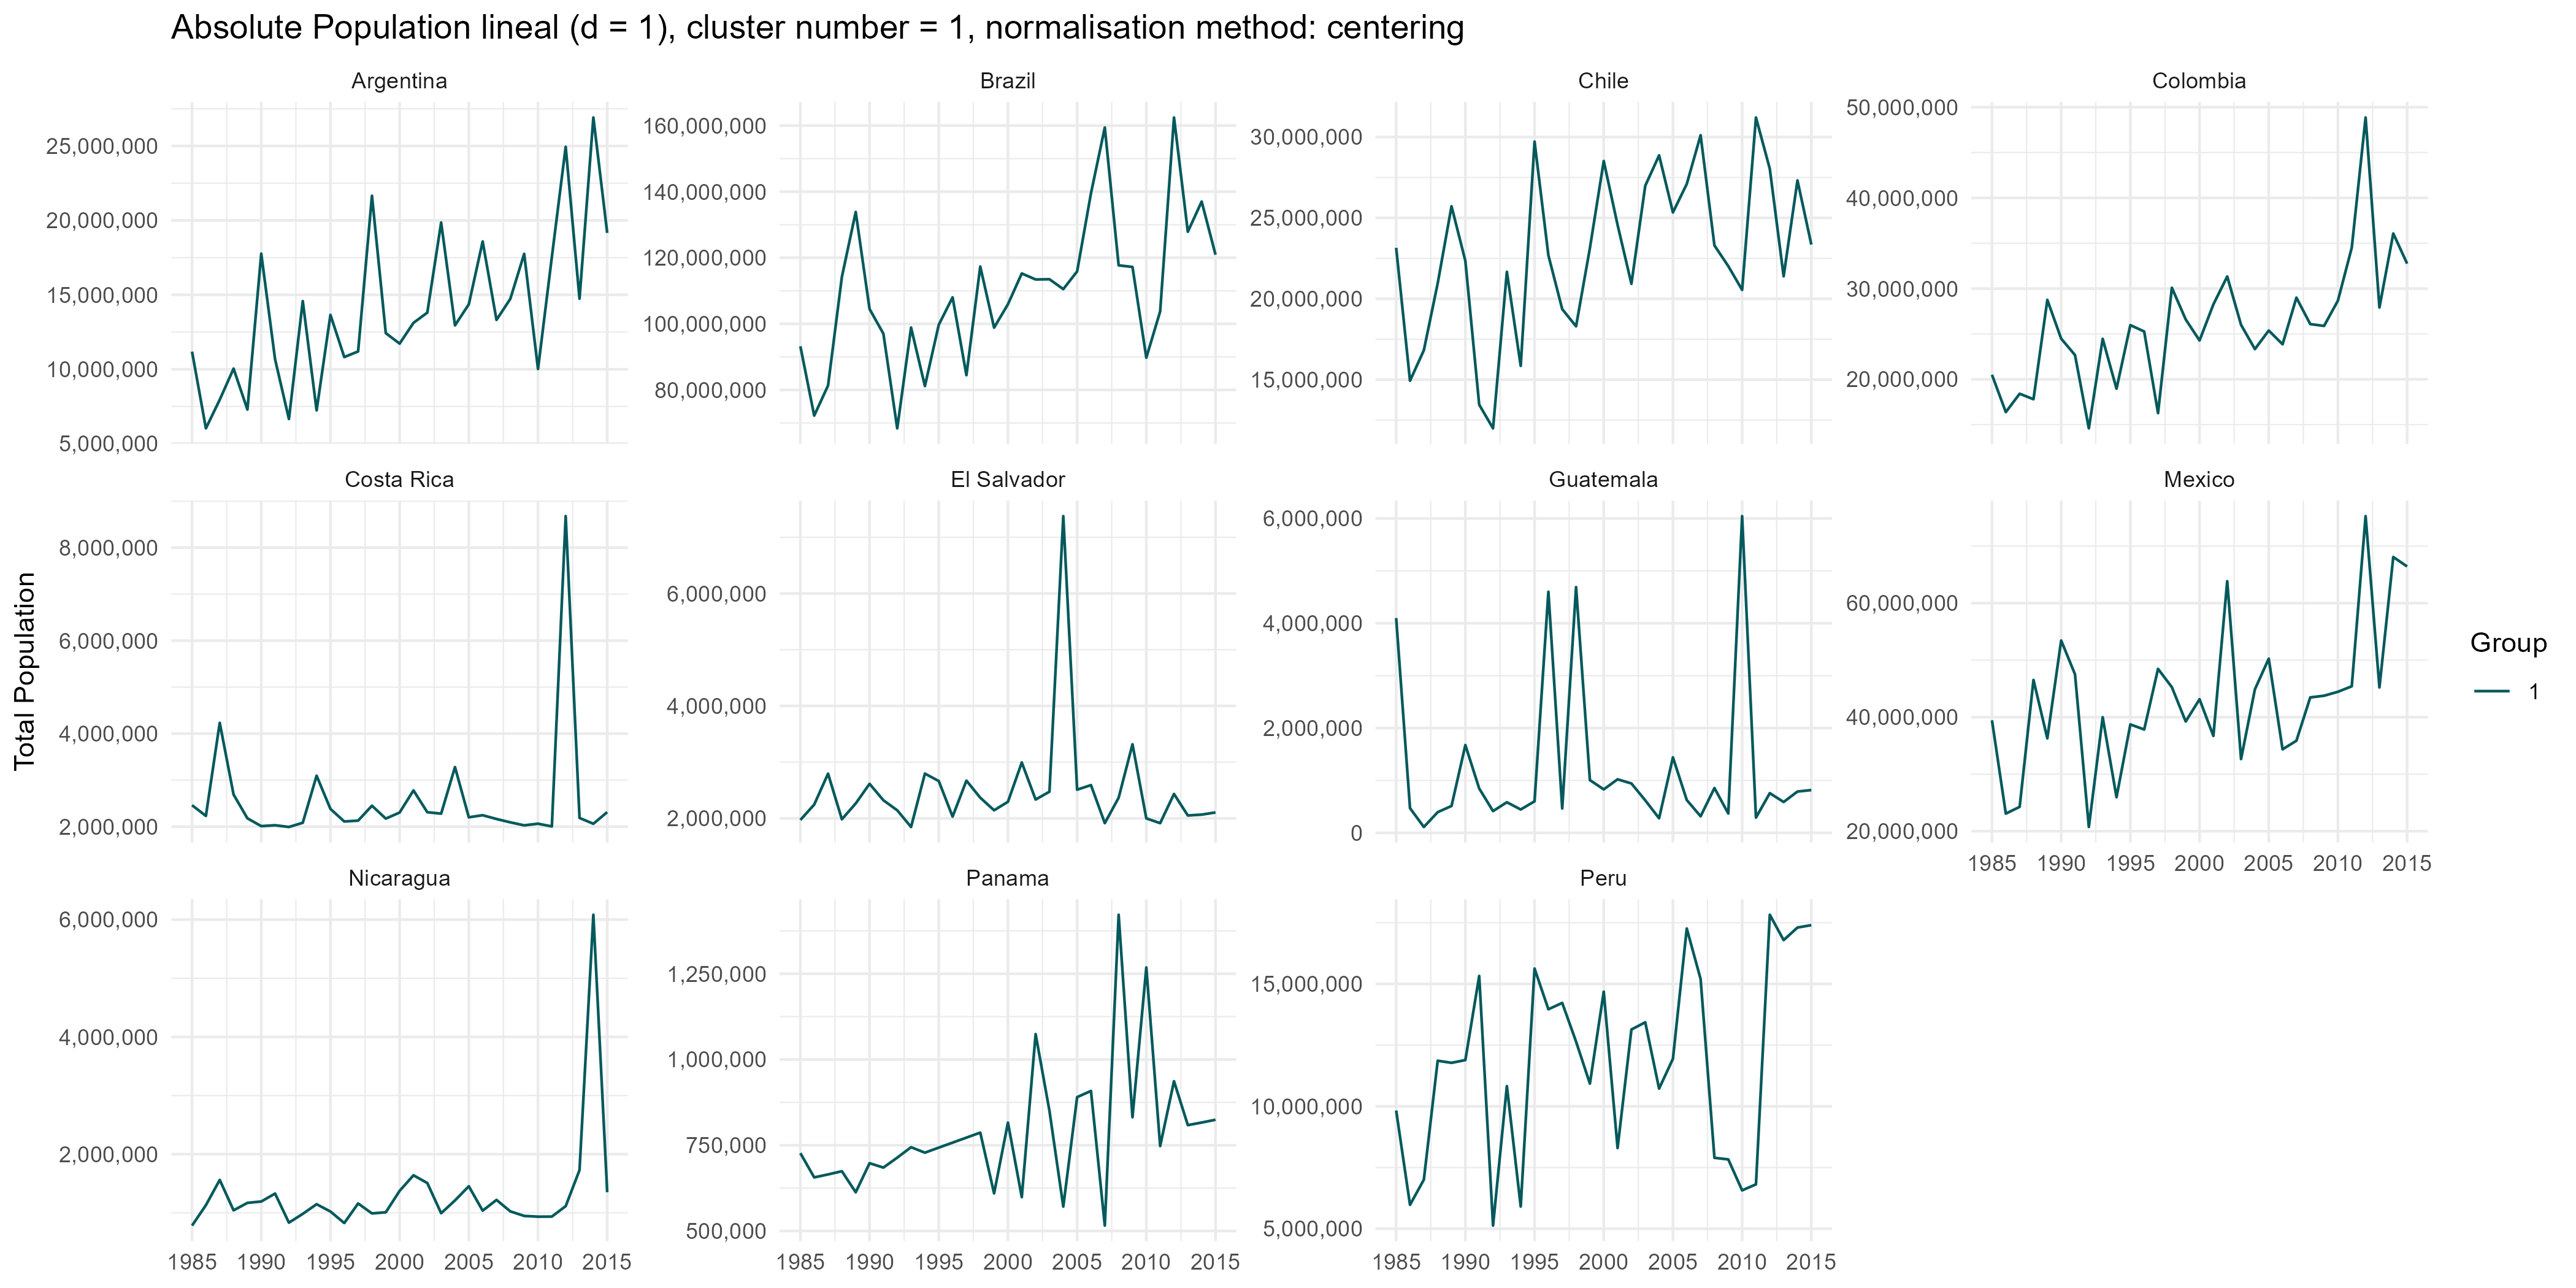 Absolute Population lineal (d = 1), cluster number = 1, normalisation method: centering
Argentina
Brazil
Chile
Colombia
25,000,000
20,000,000
15,000,000
10,000,000
5,000,000
160,000,000
140,000,000
120,000,000
100,000,000
80,000,000
30,000,000
25,000,000
20,000,000
15,000,000
50,000,000
40,000,000
30,000,000
20,000,000
Costa Rica
El Salvador
Guatemala
Mexico
8,000,000
6,000,000
4,000,000
2,000,000
6,000,000
4,000,000
2,000,000
6,000,000
4,000,000
2,000,000
0
60,000,000
40,000,000
20,000,000
1985 1990 1995 2000 2005 2010 2015
Nicaragua
Panama
Peru
6,000,000
4,000,000
2,000,000
1,250,000
1,000,000
750,000
500,000
15,000,000
10,000,000
5,000,000
1985 1990 1995 2000 2005 2010 2015
1985 1990 1995 2000 2005 2010 2015
1985 1990 1995 2000 2005 2010 2015
Total Population
Group
1